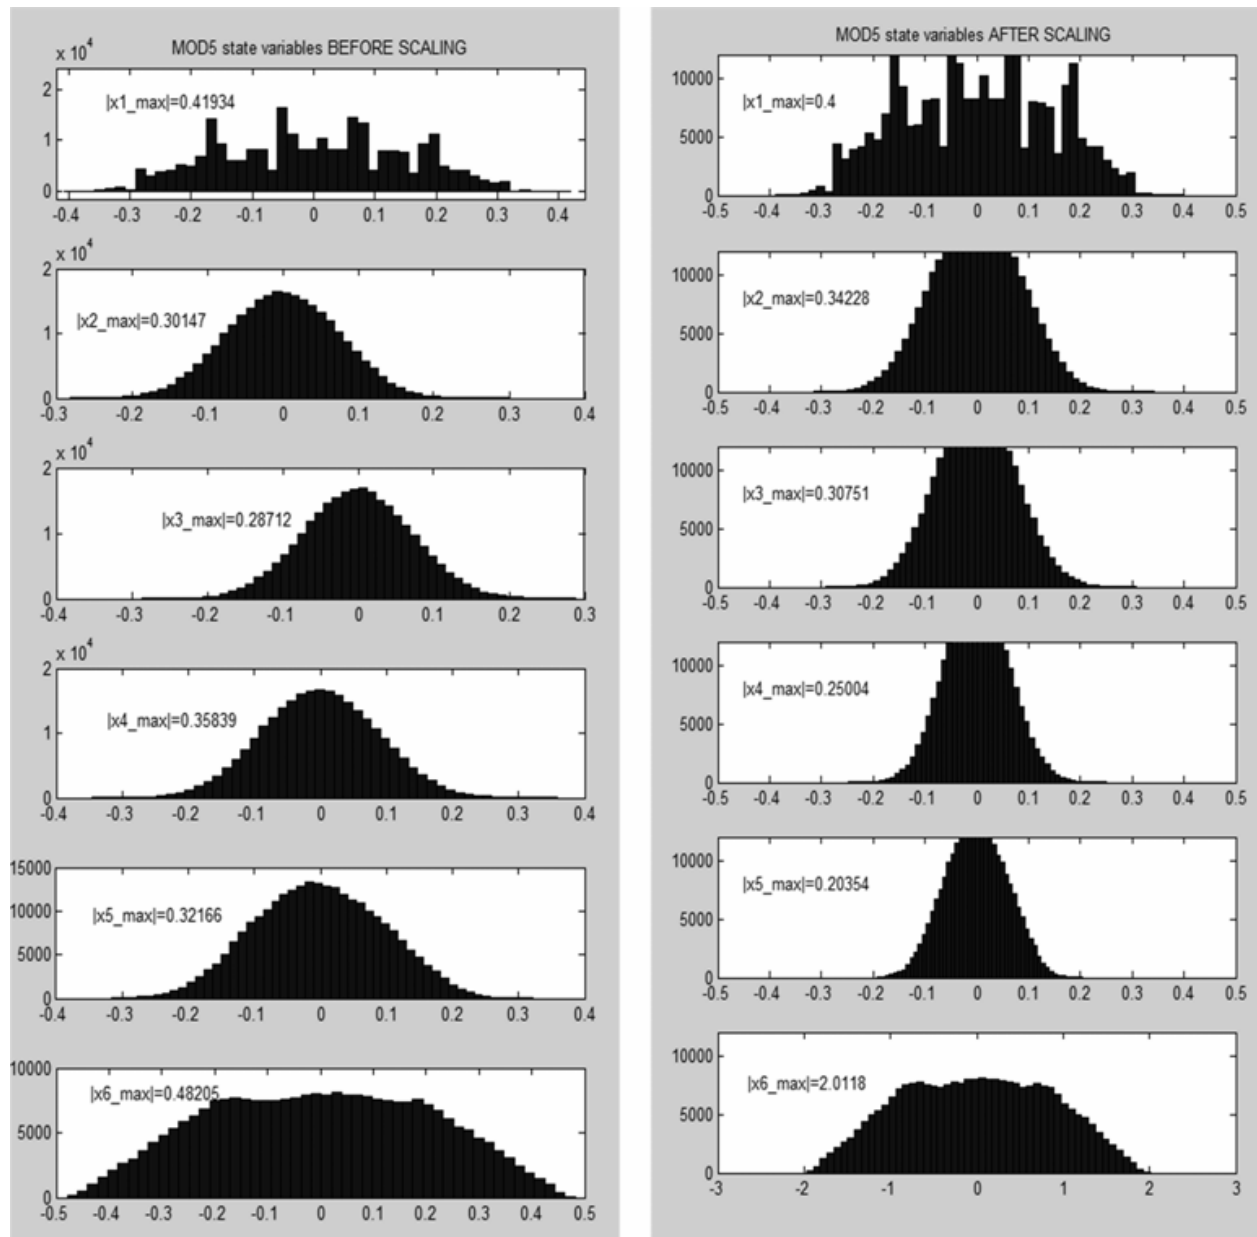 MOD5 state variables BEFORE SCALING
x 10^4
|x1_max|=0.41934
2
1
0
-0.4 -0.3 -0.2 -0.1 0 0.1 0.2 0.3 0.4
x 10^4
2
|x2_max|=0.30147
1
0
-0.3 -0.2 -0.1 0 0.1 0.2 0.3 0.4
x 10^4
2
|x3_max|=0.28712
1
0
-0.4 -0.3 -0.2 -0.1 0 0.1 0.2 0.3
x 10^4
2
|x4_max|=0.35839
1
0
-0.4 -0.3 -0.2 -0.1 0 0.1 0.2 0.3 0.4
15000
|x5_max|=0.32166
10000
5000
0
-0.4 -0.3 -0.2 -0.1 0 0.1 0.2 0.3 0.4
10000
|x6_max|=0.48205
5000
0
-0.5 -0.4 -0.3 -0.2 -0.1 0 0.1 0.2 0.3 0.4 0.5
MOD5 state variables AFTER SCALING
10000
|x1_max|=0.4
5000
0
-0.5 -0.4 -0.3 -0.2 -0.1 0 0.1 0.2 0.3 0.4 0.5
10000
|x2_max|=0.34228
5000
0
-0.5 -0.4 -0.4 -0.2 -0.1 0 0.1 0.2 0.3 0.4 0.5
10000
|x3_max|=0.30751
5000
0
-0.5 -0.4 -0.3 -0.2 -0.1 0 0.1 0.2 0.3 0.4 0.5
10000
|x4_max|=0.25004
5000
0
-0.5 -0.4 -0.4 -0.2 -0.1 0 0.1 0.2 0.3 0.4 0.5
10000
|x5_max|=0.20354
5000
0
-0.5 -0.4 -0.4 -0.2 -0.1 0 0.1 0.2 0.3 0.4 0.5
10000
|x6_max|=2.0118
5000
0
-3 -2 -1 0 1 2 3